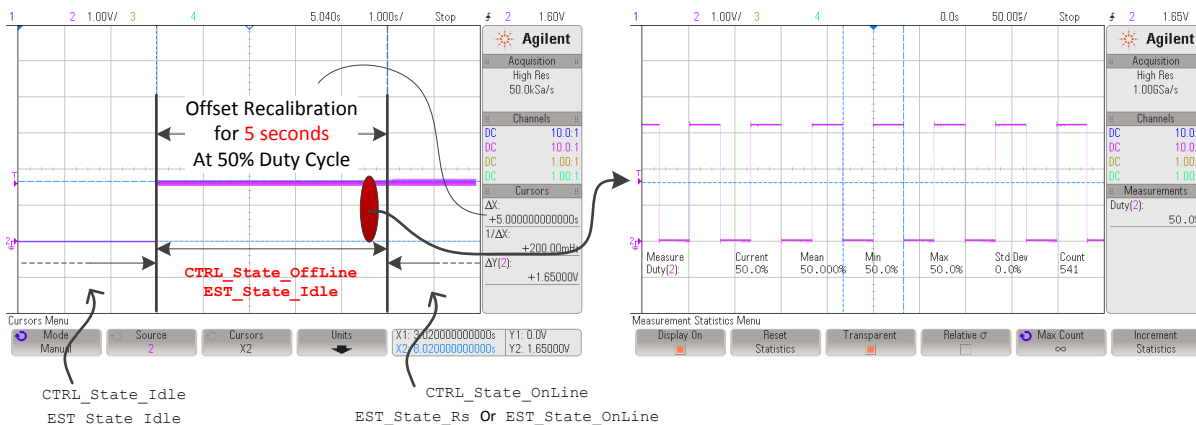 1 2 1.00V/ 3 4 5.040s 1.000s/ Stop 2 1.60V
Agilent
Acquisition
High Res
50.0kSa/s
Channels
DC 10.0:1
DC 10.0:1
DC 1.00:1
DC 1.00:1
Cursors
ΔX:
+5.000000000000s
1/ΔX:
+200.00mHz
ΔY(2):
+1.65000V
Offset Recalibration
for 5 seconds
At 50% Duty Cycle
T
2
CTRL_State_OffLine
EST_State_Idle
Cursors Menu
Mode
Manual
Source
2
Cursors
X2
Units
X1: 3.020000000000s Y1: 0.0V
X2: 8.020000000000s Y2: 1.65000V
CTRL_State_Idle
EST State Idle
CTRL_State_OnLine
EST_State_Rs Or EST_State_OnLine
1 2 1.00V/ 3 4 0.0s 50.00%/ Stop 2 1.65V
Agilent
Acquisition
High Res
1.00GSa/s
Channels
DC 10.0
DC 10.0
DC 1.00
DC 1.00
Measurements
Duty(2):
50.0%
T
2
Measure Current Mean Min Max Std Dev Count
Duty(2): 50.0% 50.000% 50.0% 50.0% 0.0% 541
Measurement Statistics Menu
Display On
Reset
Statistics
Transparent
Relative σ
Max Count
∞
Increment
Statistics